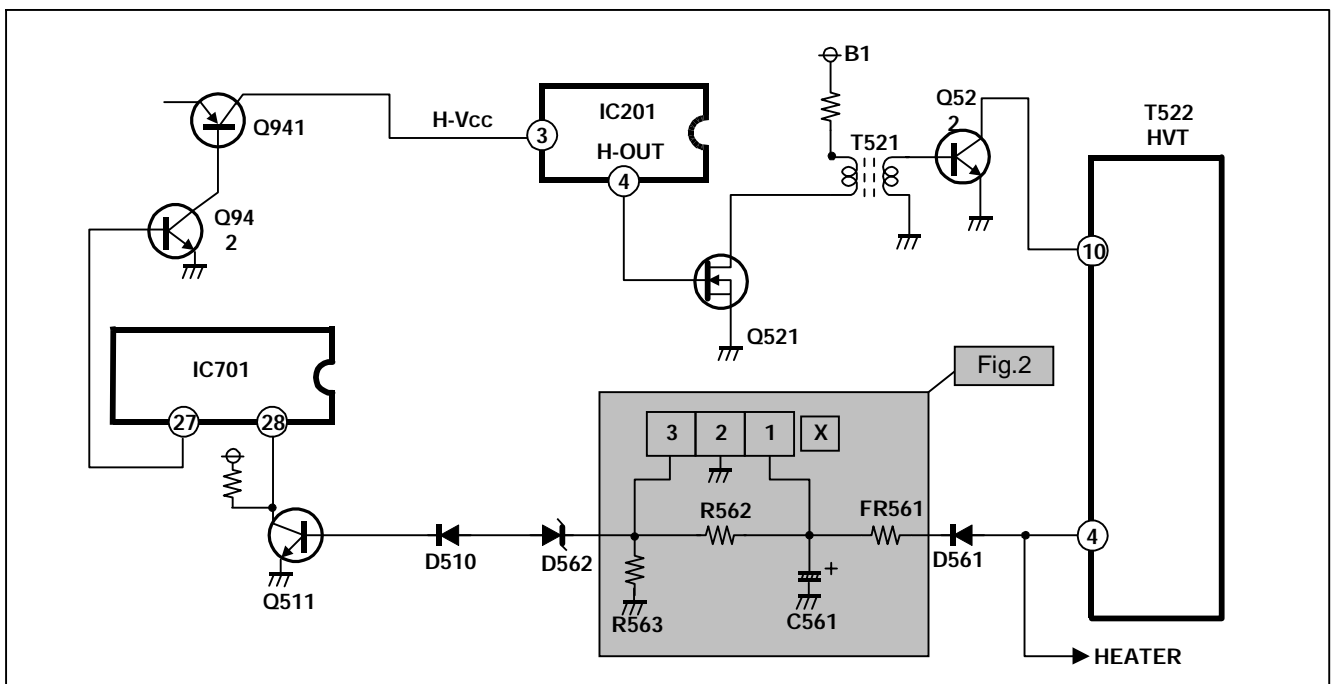 B1
Q941
H-Vcc
3
IC201
H-OUT
4
T521
Q52
2
T522
HVT
Q94
2
10
Q521
IC701
27
28
Fig.2
3 2 1 X
R562
FR561
4
D510
D562
D561
Q511
R563
+
C561
HEATER